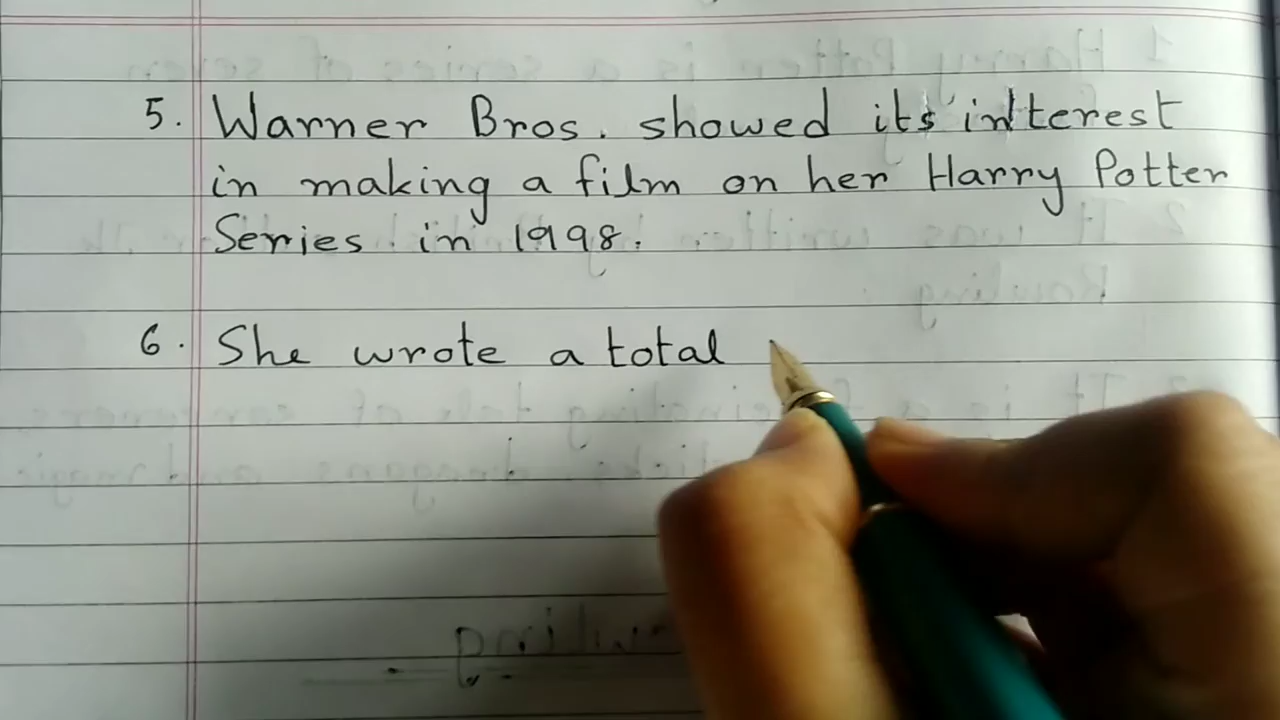 5. Warner Bros. showed its interest
in making a film on her Harry Potter
Series in 1998.
6. She wrote a total